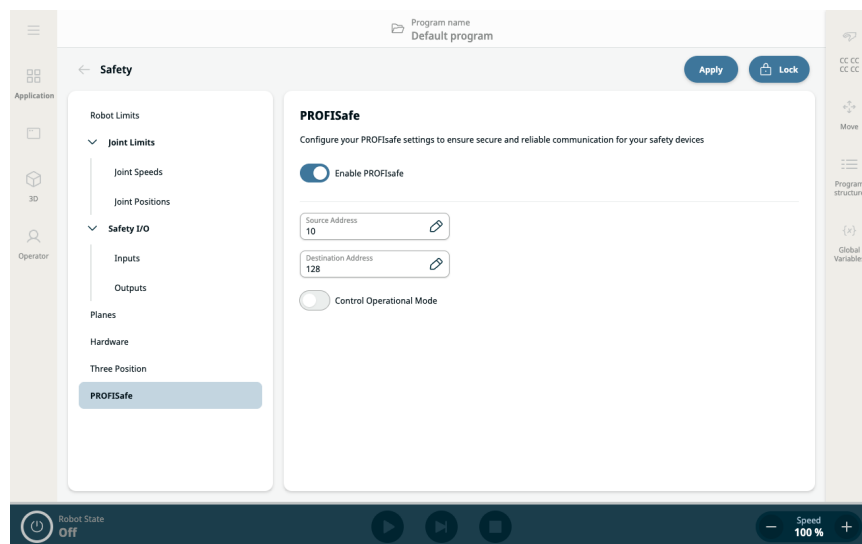 Program name
Default program
Safety
Apply
Lock
Application
3D
Operator
Robot Limits
Joint Limits
Joint Speeds
Joint Positions
Safety I/O
Inputs
Outputs
Planes
Hardware
Three Position
PROFISafe
PROFISafe
Configure your PROFIsafe settings to ensure secure and reliable communication for your safety devices
Enable PROFIsafe
Source Address
10
Destination Address
128
Control Operational Mode
CC CC
CC CC
Move
Program
structure
{x}
Global
Variables
Robot State
Off
Speed
100 %